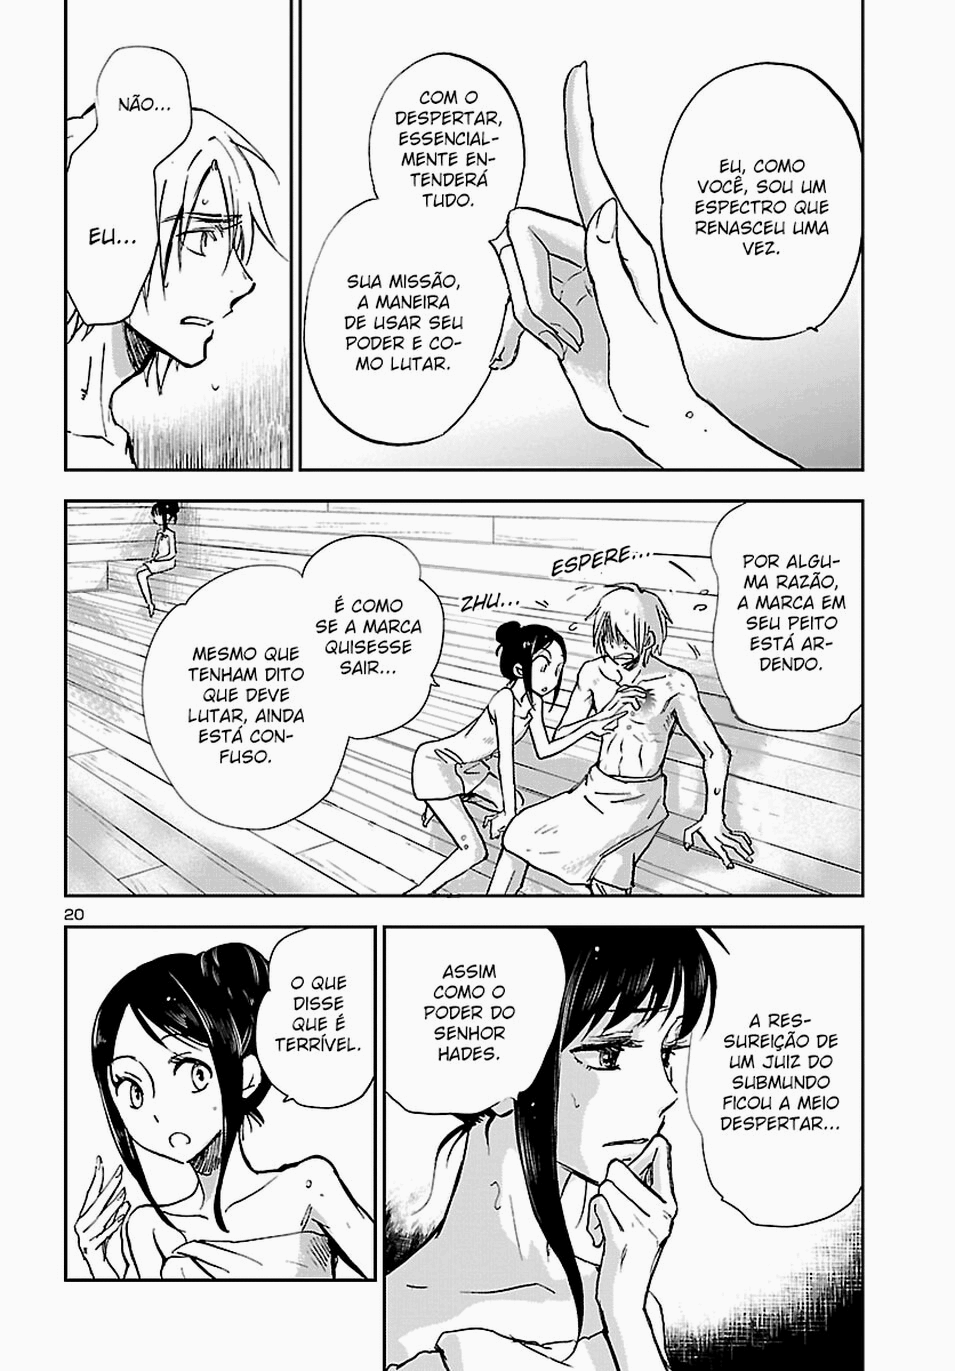 EU, COMO
VOCÊ, SOU UM
ESPECTRO QUE
RENASCEU UMA
VEZ.
COM O
DESPERTAR,
ESSENCIAL-
MENTE EN-
TENDERÁ
TUDO.
SUA MISSÃO,
A MANEIRA
DE USAR SEU
PODER E CO-
MO LUTAR.
NÃO...
EU...
POR ALGU-
MA RAZÃO,
A MARCA EM
SEU PEITO
ESTÁ AR-
DENDO.
ESPERE...
ZHU...
É COMO
SE A MARCA
QUISESSE
SAIR...
MESMO QUE
TENHAM DITO
QUE DEVE
LUTAR, AINDA
ESTÁ CON-
FUSO.
20
A RES-
SUREIÇÃO DE
UM JUIZ DO
SUBMUNDO
FICOU A MEIO
DESPERTAR...
ASSIM
COMO O
PODER DO
SENHOR
HADES.
O QUE
DISSE
QUE É
TERRÍVEL.